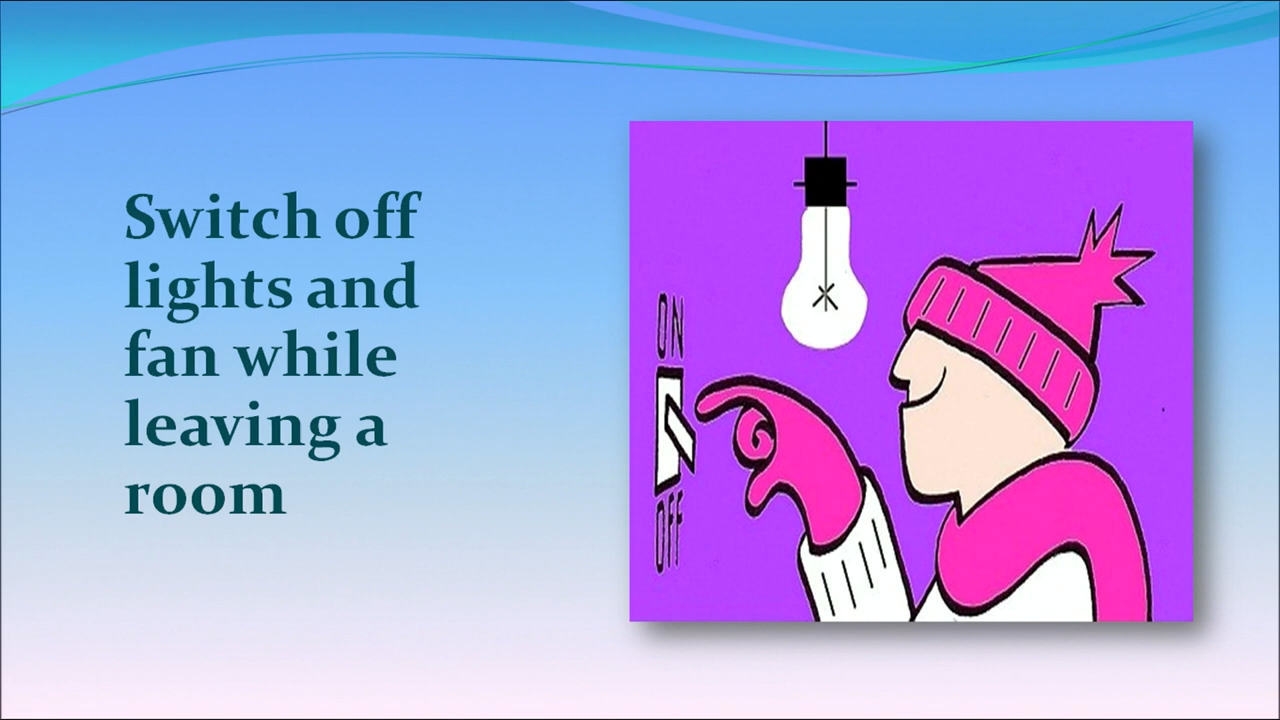 Switch off
lights and
fan while
leaving a
room
ON
OFF